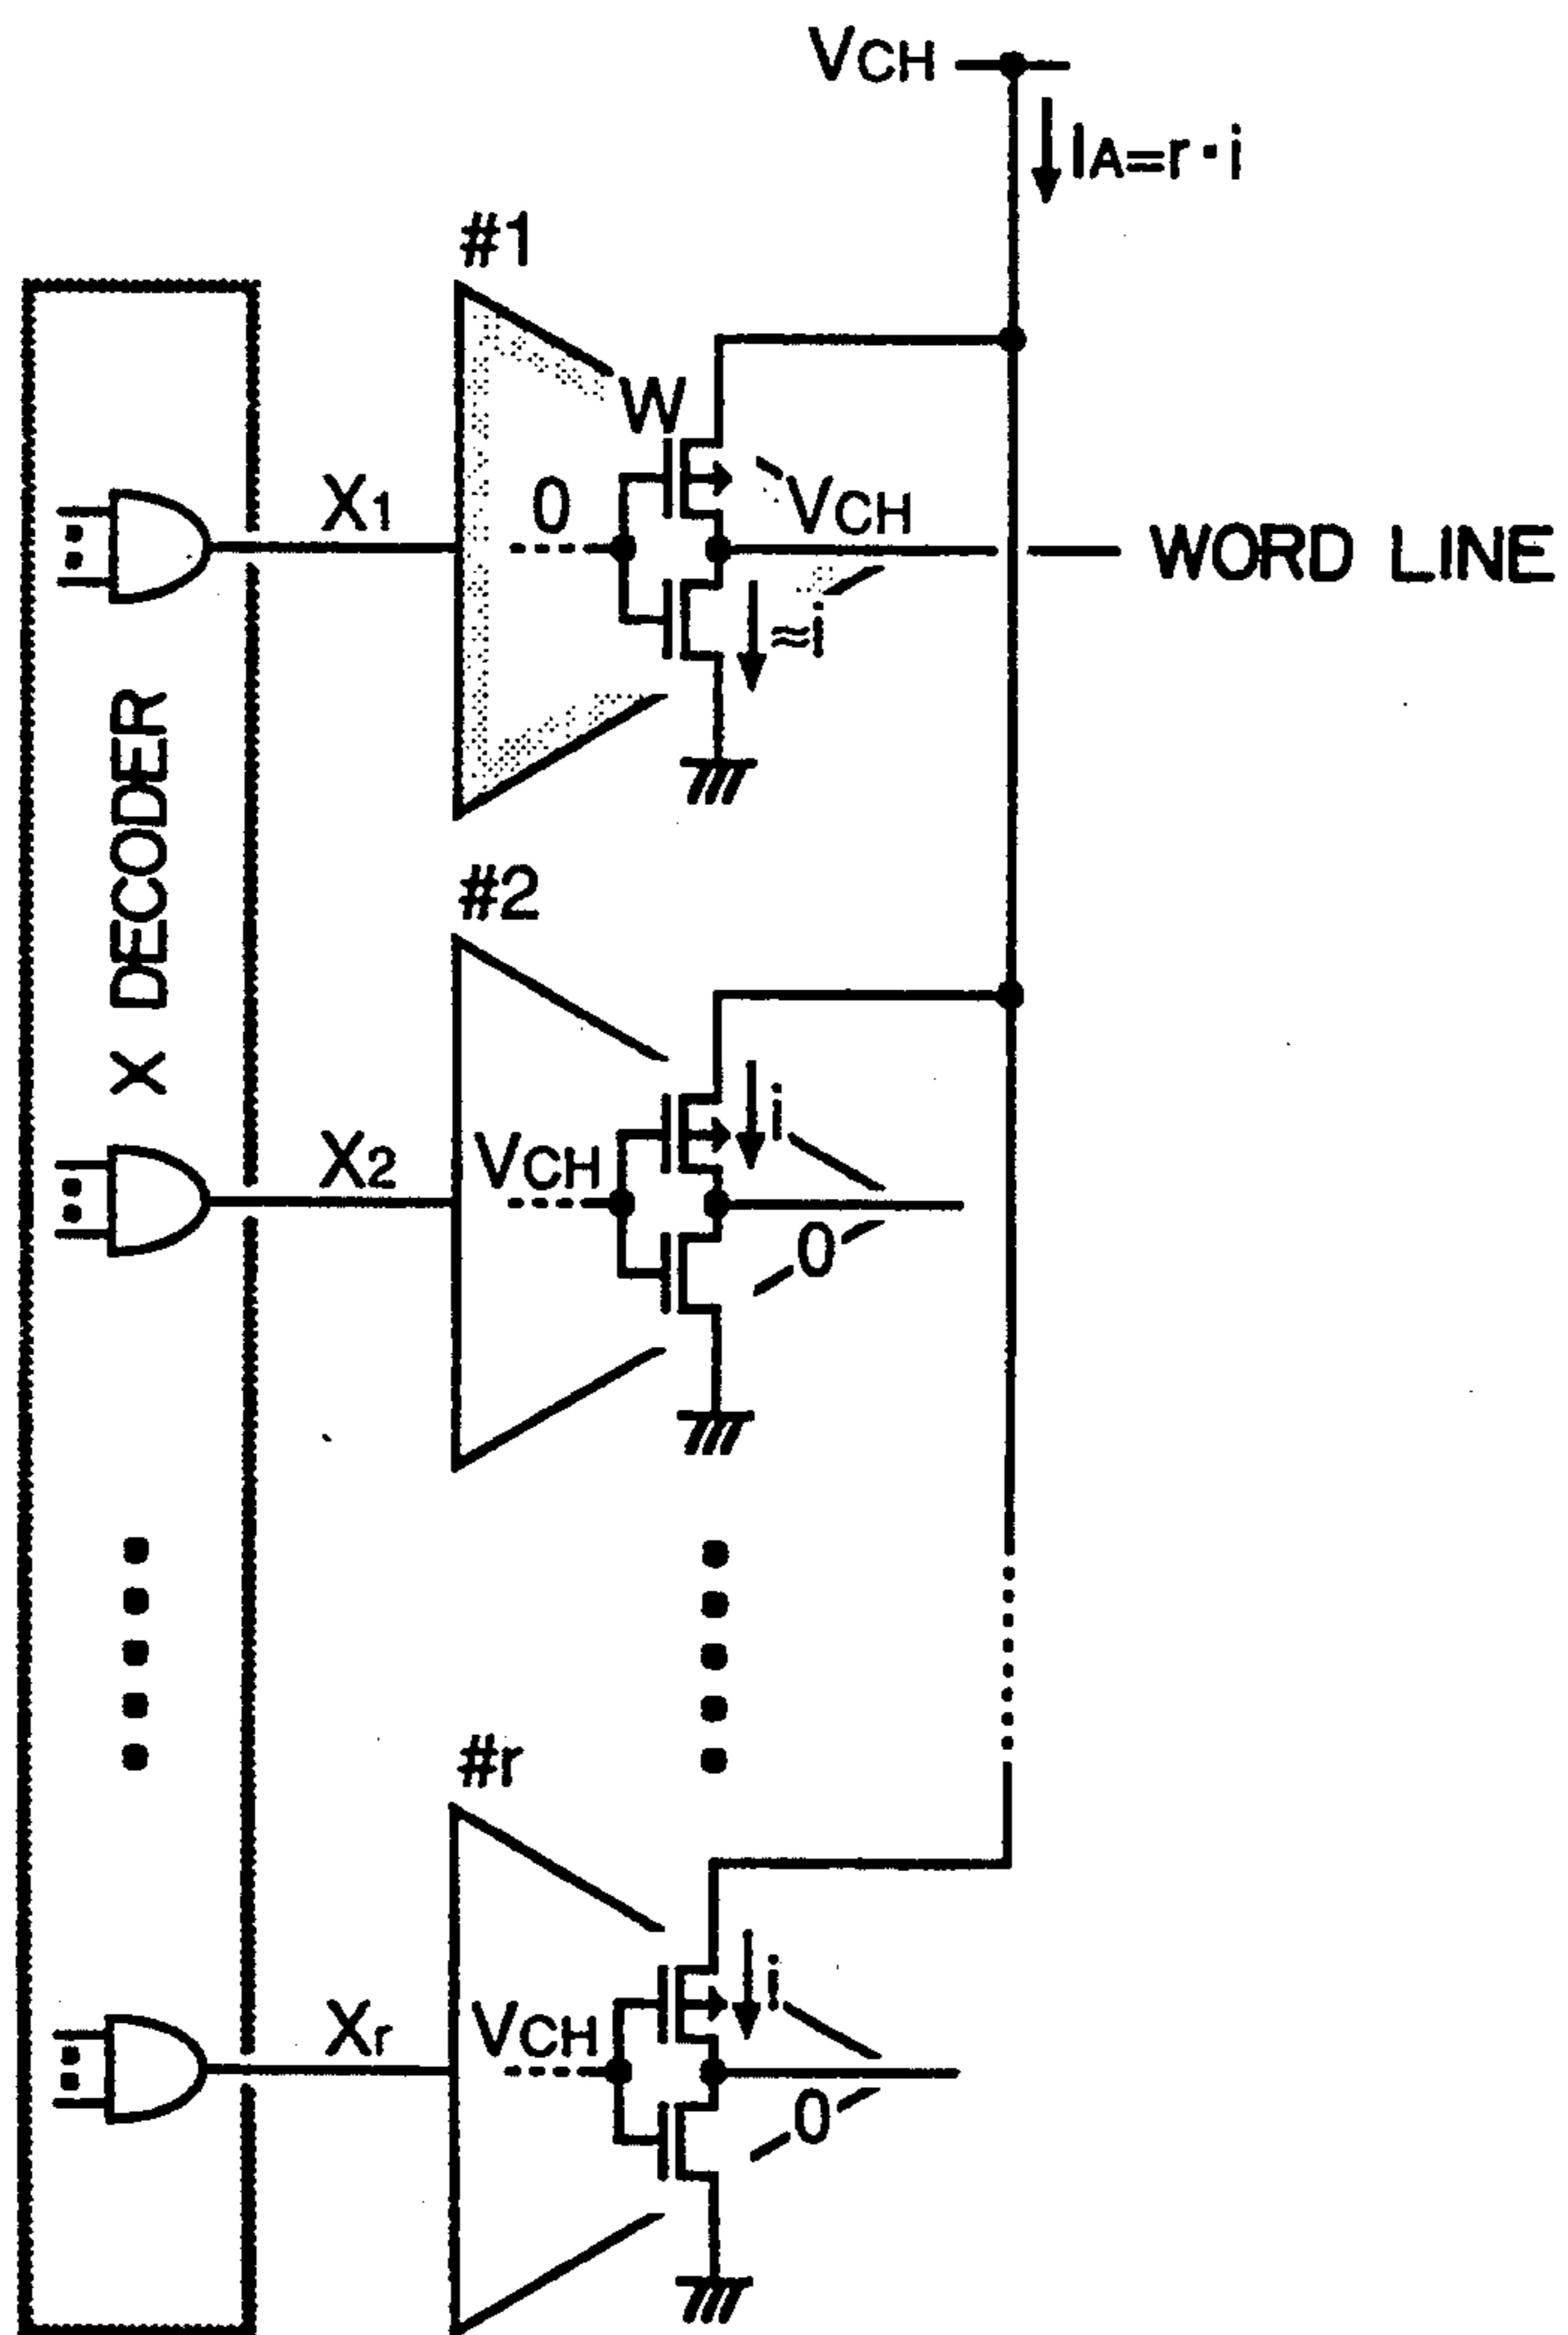 VCH
IA=r·i
#1
W
X1
0
VCH
WORD LINE
≈i
X DECODER
#2
i
X2
VCH
0
#r
i
Xr
VCH
0